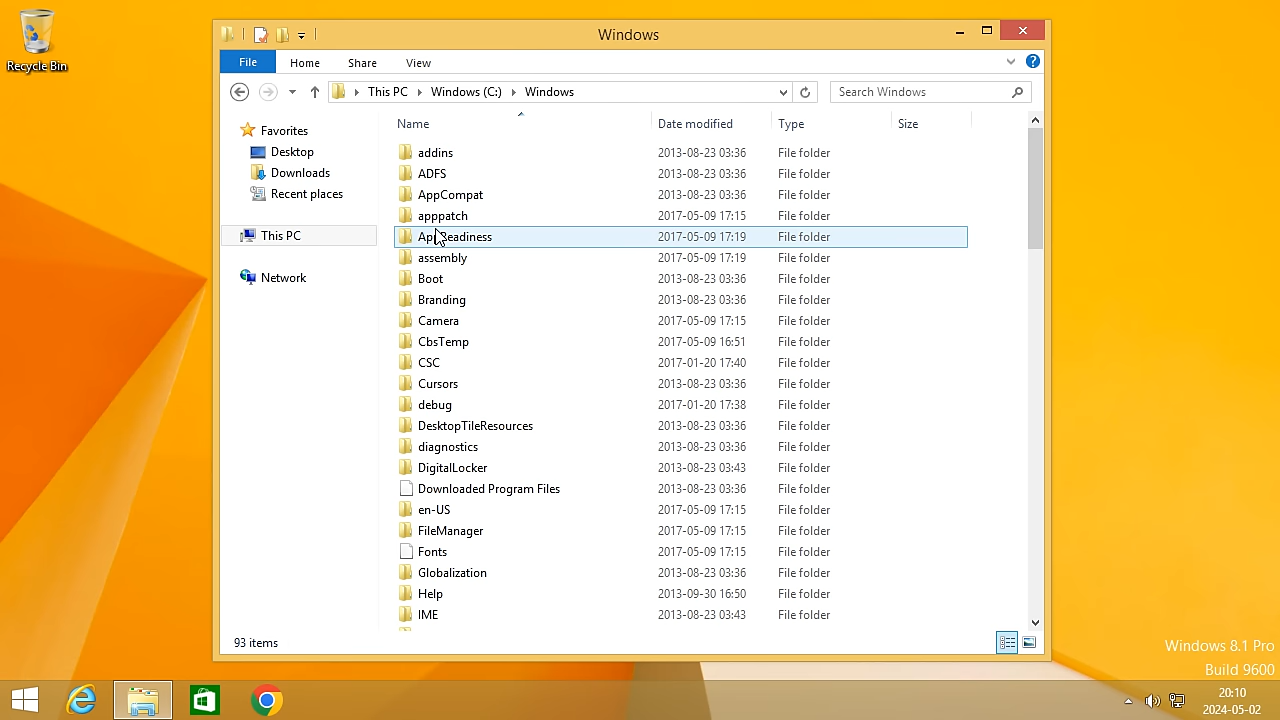 Recycle Bin
Windows
File Home Share View
This PC Windows (C:) Windows
Search Windows
Favorites
Desktop
Downloads
Recent places
This PC
Network
Name Date modified Type Size
addins 2013-08-23 03:36 File folder
ADFS 2013-08-23 03:36 File folder
AppCompat 2013-08-23 03:36 File folder
apppatch 2017-05-09 17:15 File folder
AppReadiness 2017-05-09 17:19 File folder
assembly 2017-05-09 17:19 File folder
Boot 2013-08-23 03:36 File folder
Branding 2013-08-23 03:36 File folder
Camera 2017-05-09 17:15 File folder
CbsTemp 2017-05-09 16:51 File folder
CSC 2017-01-20 17:40 File folder
Cursors 2013-08-23 03:36 File folder
debug 2017-01-20 17:38 File folder
DesktopTileResources 2013-08-23 03:36 File folder
diagnostics 2013-08-23 03:36 File folder
DigitalLocker 2013-08-23 03:43 File folder
Downloaded Program Files 2013-08-23 03:36 File folder
en-US 2017-05-09 17:15 File folder
FileManager 2017-05-09 17:15 File folder
Fonts 2017-05-09 17:15 File folder
Globalization 2013-08-23 03:36 File folder
Help 2013-09-30 16:50 File folder
IME 2013-08-23 03:43 File folder
93 items
Windows 8.1 Pro
Build 9600
20:10
2024-05-02